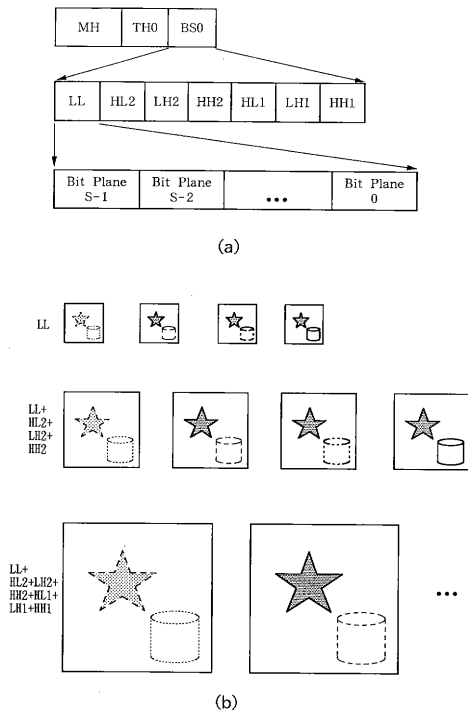 MH TH0 BS0
LL HL2 LH2 HH2 HL1 LH1 HH1
Bit Plane S-1 Bit Plane S-2 ••• Bit Plane 0
(a)
LL
LL+
HL2+
LH2+
HH2
LL+
HL2+LH2+
HH2+HL1+
LH1+HH1
•••
(b)